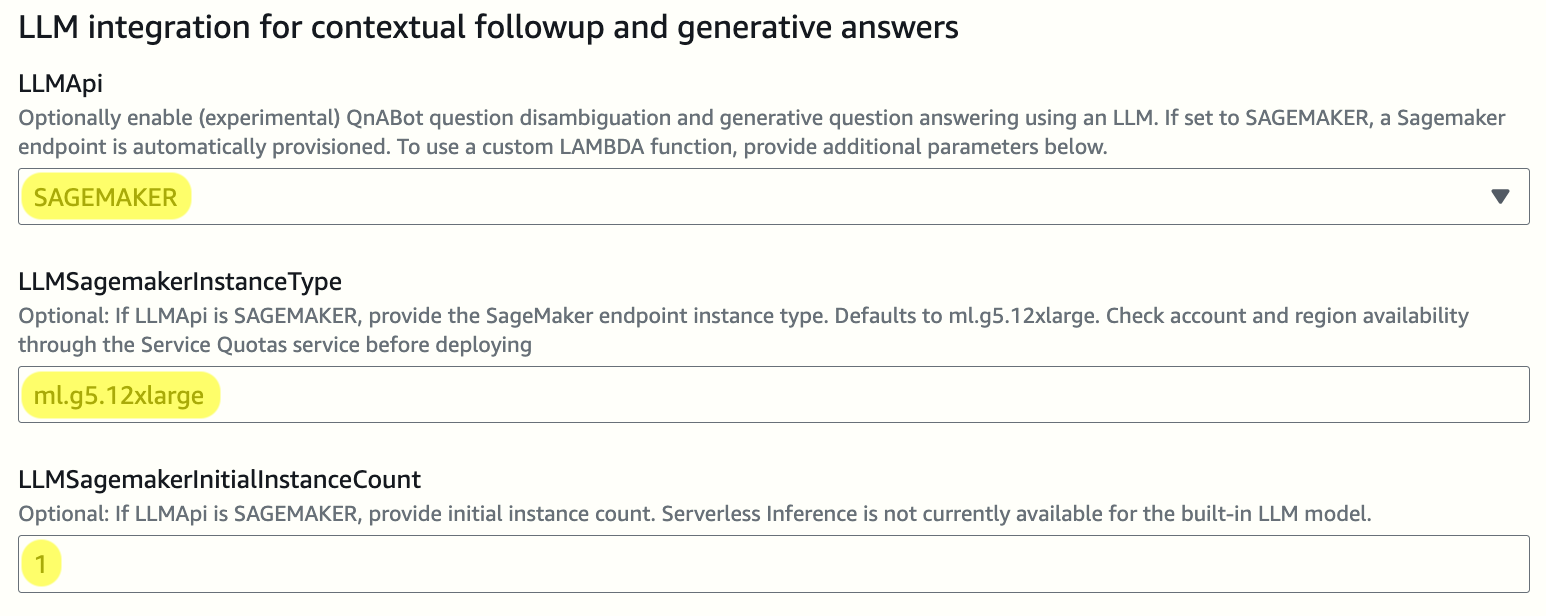 LLM integration for contextual followup and generative answers
LLMApi
Optionally enable (experimental) QnABot question disambiguation and generative question answering using an LLM. If set to SAGEMAKER, a Sagemaker
endpoint is automatically provisioned. To use a custom LAMBDA function, provide additional parameters below.
SAGEMAKER
LLMSagemakerInstanceType
Optional: If LLMApi is SAGEMAKER, provide the SageMaker endpoint instance type. Defaults to ml.g5.12xlarge. Check account and region availability
through the Service Quotas service before deploying
ml.g5.12xlarge
LLMSagemakerInitialInstanceCount
Optional: If LLMApi is SAGEMAKER, provide initial instance count. Serverless Inference is not currently available for the built-in LLM model.
1